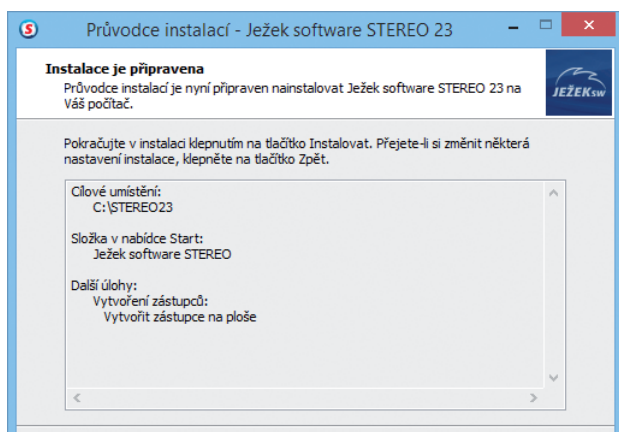 S
Průvodce instalací - Ježek software STEREO 23
Instalace je připravena
Průvodce instalací je nyní připraven nainstalovat Ježek software STEREO 23 na
Váš počítač.
JEŽEKSW
Pokračujte v instalaci klepnutím na tlačítko Instalovat. Přejete-li si změnit některá
nastavení instalace, klepněte na tlačítko Zpět.
Cílové umístění:
C:\STEREO23
Složka v nabídce Start:
Ježek software STEREO
Další úlohy:
Vytvoření zástupců:
Vytvořit zástupce na ploše